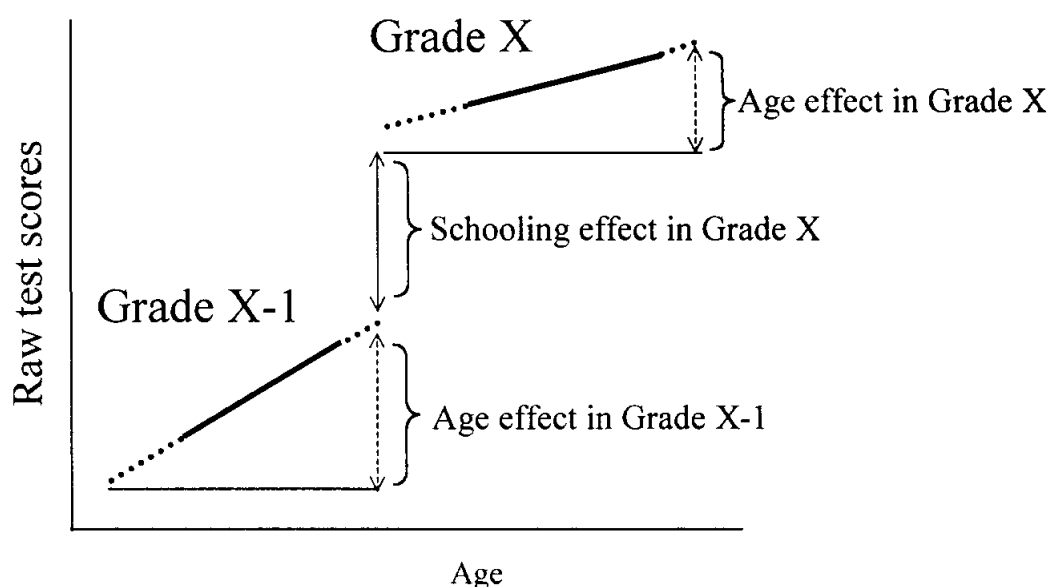 Grade X
Age effect in Grade X
Schooling effect in Grade X
Grade X-1
Age effect in Grade X-1
Raw test scores
Age